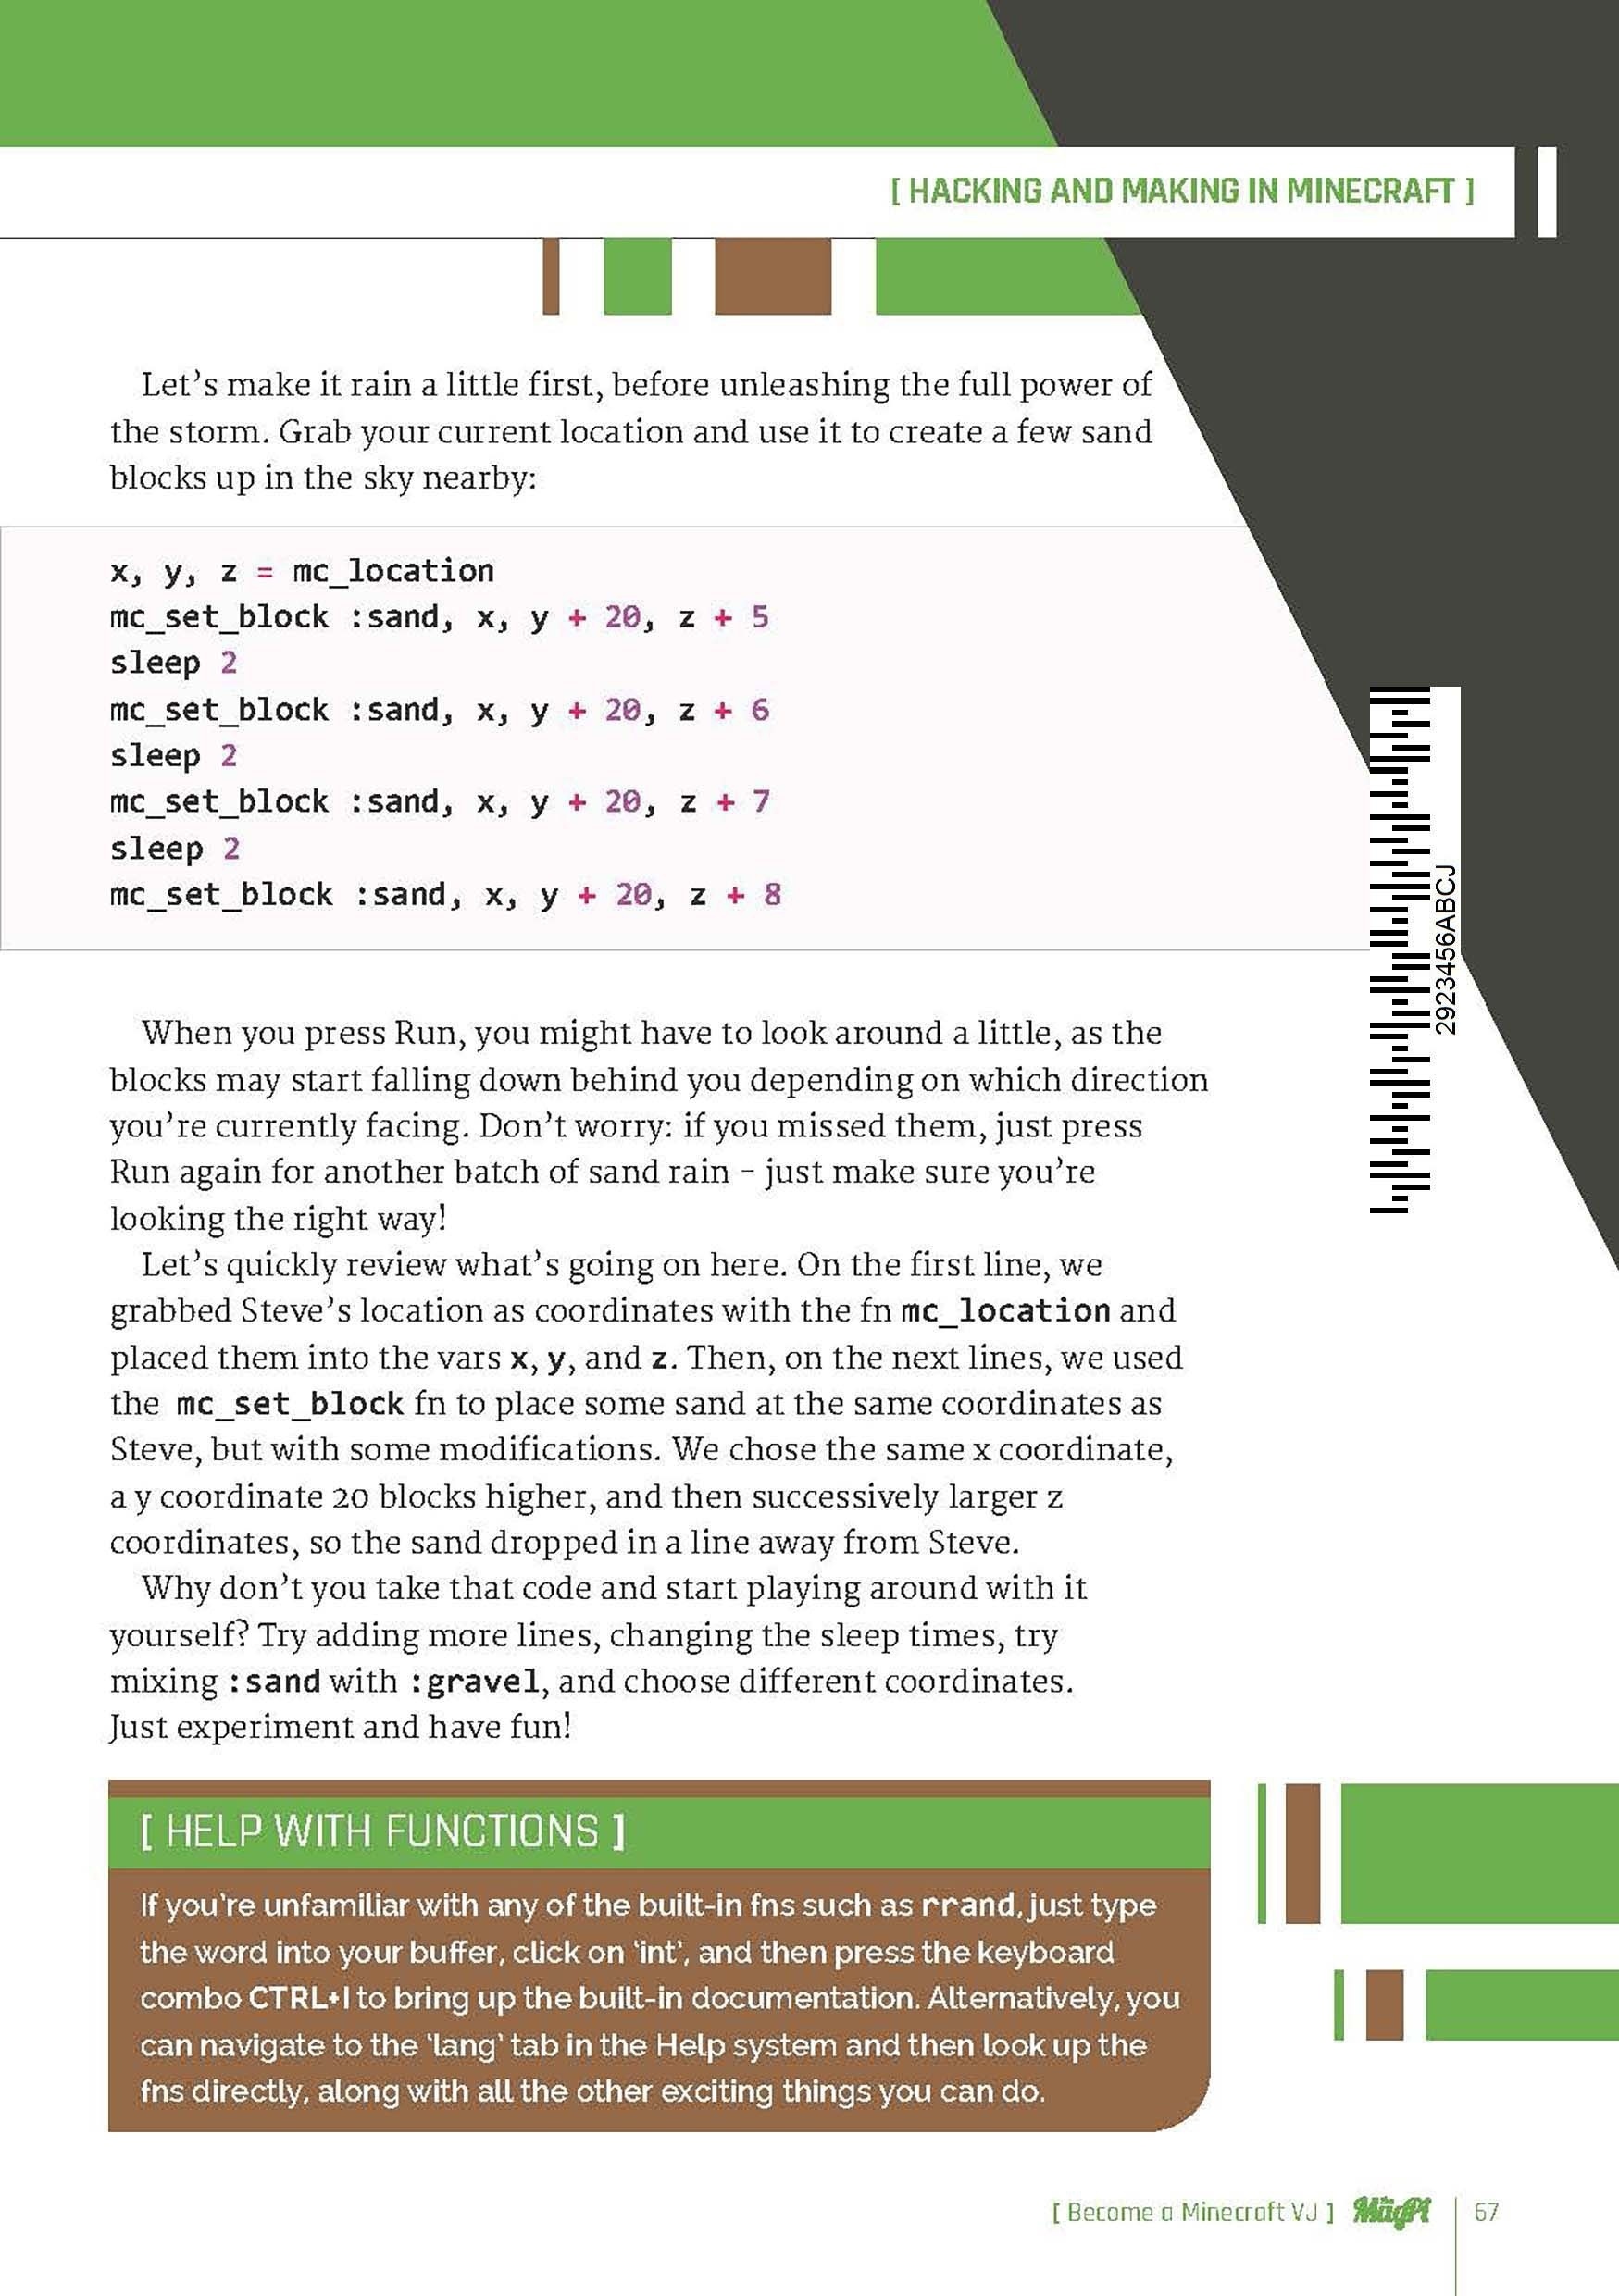 [ HACKING AND MAKING IN MINECRAFT ]
Let’s make it rain a little first, before unleashing the full power of
the storm. Grab your current location and use it to create a few sand
blocks up in the sky nearby:
x, y, z = mc_location
mc_set_block :sand, x, y + 20, z + 5
sleep 2
mc_set_block :sand, x, y + 20, z + 6
sleep 2
mc_set_block :sand, x, y + 20, z + 7
sleep 2
mc_set_block :sand, x, y + 20, z + 8
2923456ABCJ
When you press Run, you might have to look around a little, as the
blocks may start falling down behind you depending on which direction
you’re currently facing. Don’t worry: if you missed them, just press
Run again for another batch of sand rain – just make sure you’re
looking the right way!
Let’s quickly review what’s going on here. On the first line, we
grabbed Steve’s location as coordinates with the fn mc_location and
placed them into the vars x, y, and z. Then, on the next lines, we used
the mc_set_block fn to place some sand at the same coordinates as
Steve, but with some modifications. We chose the same x coordinate,
a y coordinate 20 blocks higher, and then successively larger z
coordinates, so the sand dropped in a line away from Steve.
Why don’t you take that code and start playing around with it
yourself? Try adding more lines, changing the sleep times, try
mixing :sand with :gravel, and choose different coordinates.
Just experiment and have fun!
[ HELP WITH FUNCTIONS ]
If you’re unfamiliar with any of the built-in fns such as rrand, just type
the word into your buffer, click on ‘int’, and then press the keyboard
combo CTRL+I to bring up the built-in documentation. Alternatively, you
can navigate to the ‘lang’ tab in the Help system and then look up the
fns directly, along with all the other exciting things you can do.
[ Become a Minecraft VJ ] The MagPi 67